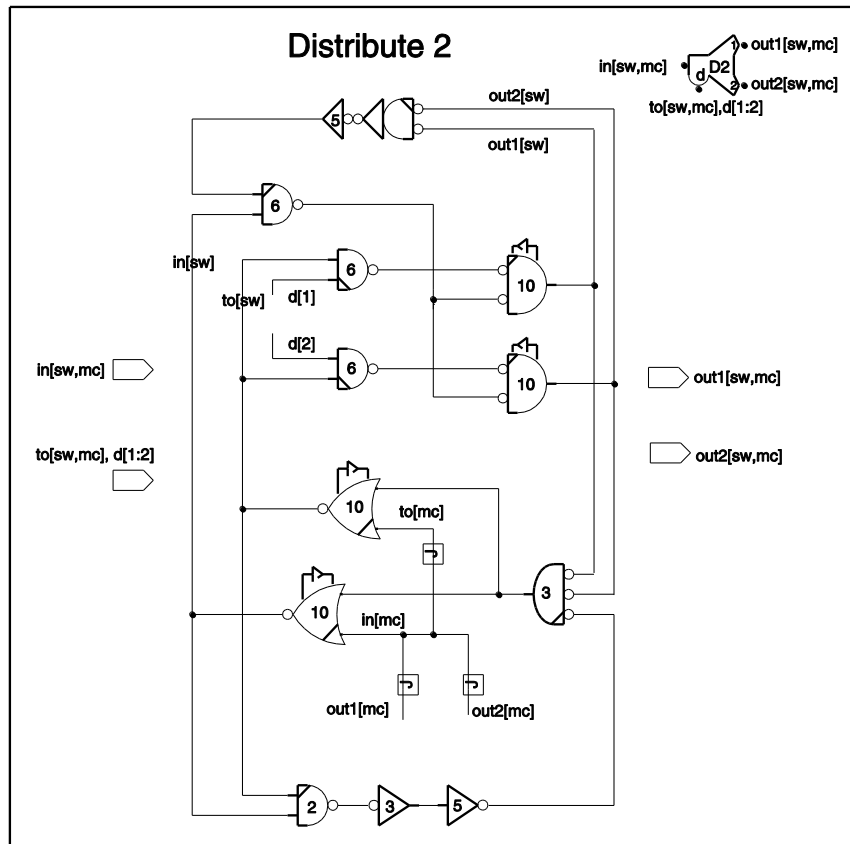 Distribute 2
1
out1[sw,mc]
in[sw,mc]
d
D2
2
out2[sw,mc]
to[sw,mc],d[1:2]
out2[sw]
5
out1[sw]
6
in[sw]
6
to[sw]
d[1]
10
d[2]
6
10
in[sw,mc]
out1[sw,mc]
to[sw,mc], d[1:2]
out2[sw,mc]
10
to[mc]
J
3
10
in[mc]
J
J
out1[mc]
out2[mc]
2
3
5